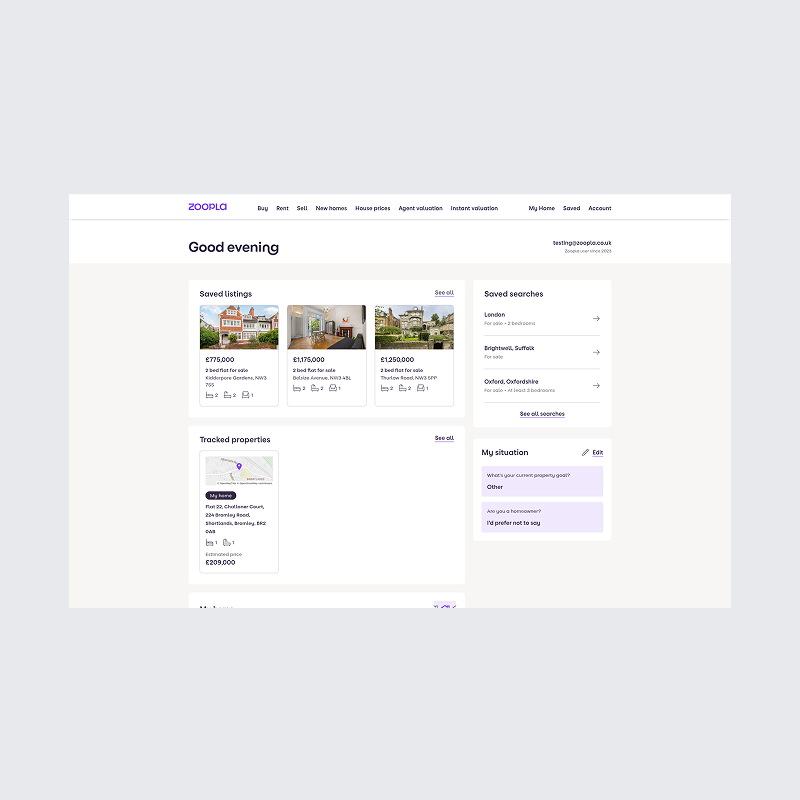 zoopla
Buy Rent Sell New homes House prices Agent valuation Instant valuation My Home Saved Account
Good evening
testing@zoopla.co.uk
Zoopla user since 2023
Saved listings
See all
£775,000
2 bed flat for sale
Kidderpore Gardens, NW3
7SS
2 2 1
£1,175,000
2 bed flat for sale
Belsize Avenue, NW3 4BL
2 2 1
£1,250,000
2 bed flat for sale
Thurlow Road, NW3 5PP
2 2 1
Tracked properties
See all
My home
Flat 22, Challoner Court,
224 Bromley Road,
Shortlands, Bromley, BR2
0AB
1 1
Estimated price
£209,000
Saved searches
London
For sale • 2 bedrooms
Brightwell, Suffolk
For sale
Oxford, Oxfordshire
For sale • At least 3 bedrooms
See all searches
My situation
Edit
What's your current property goal?
Other
Are you a homeowner?
I'd prefer not to say